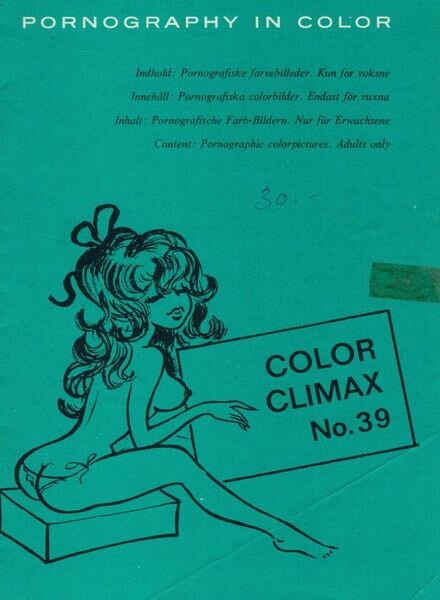 PORNOGRAPHY IN COLOR
Indhold: Pornografiske farvebilleder. Kun for voksne
Innehåll: Pornografiska colorbilder. Endast för vuxna
Inhalt: Pornografische Farb-Bildern. Nur für Erwachsene
Content: Pornographic colorpictures. Adults only
30.-
COLOR
CLIMAX
No. 39